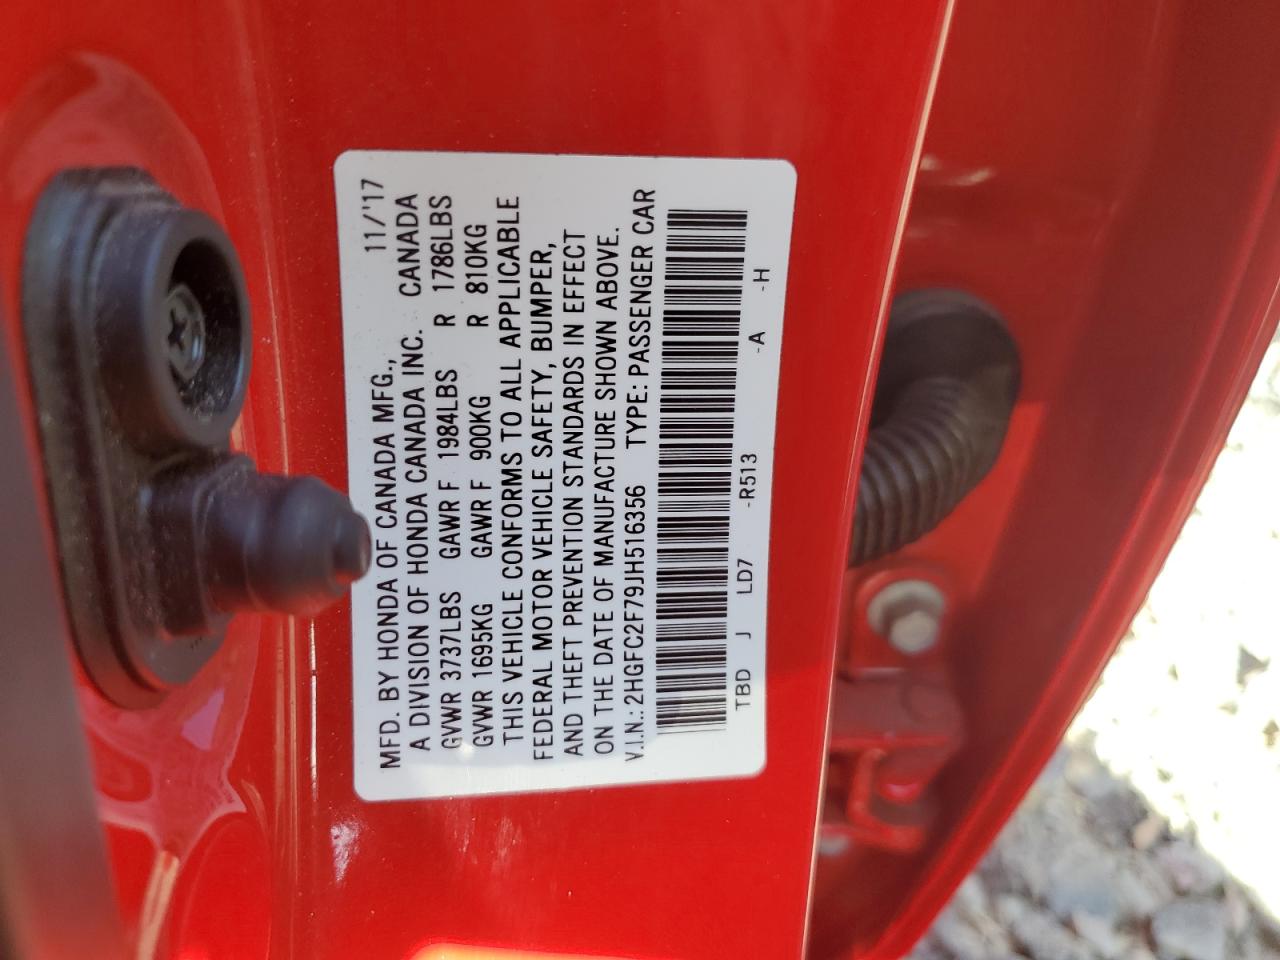 MFD. BY HONDA OF CANADA MFG., 11/'17
A DIVISION OF HONDA CANADA INC. CANADA
GVWR 3737LBS GAWR F 1984LBS R 1786LBS
GVWR 1695KG GAWR F 900KG R 810KG
THIS VEHICLE CONFORMS TO ALL APPLICABLE
FEDERAL MOTOR VEHICLE SAFETY, BUMPER,
AND THEFT PREVENTION STANDARDS IN EFFECT
ON THE DATE OF MANUFACTURE SHOWN ABOVE.
V.I.N.: 2HGFC2F79JH516356 TYPE: PASSENGER CAR
TBD J LD7 -R513 -A -H